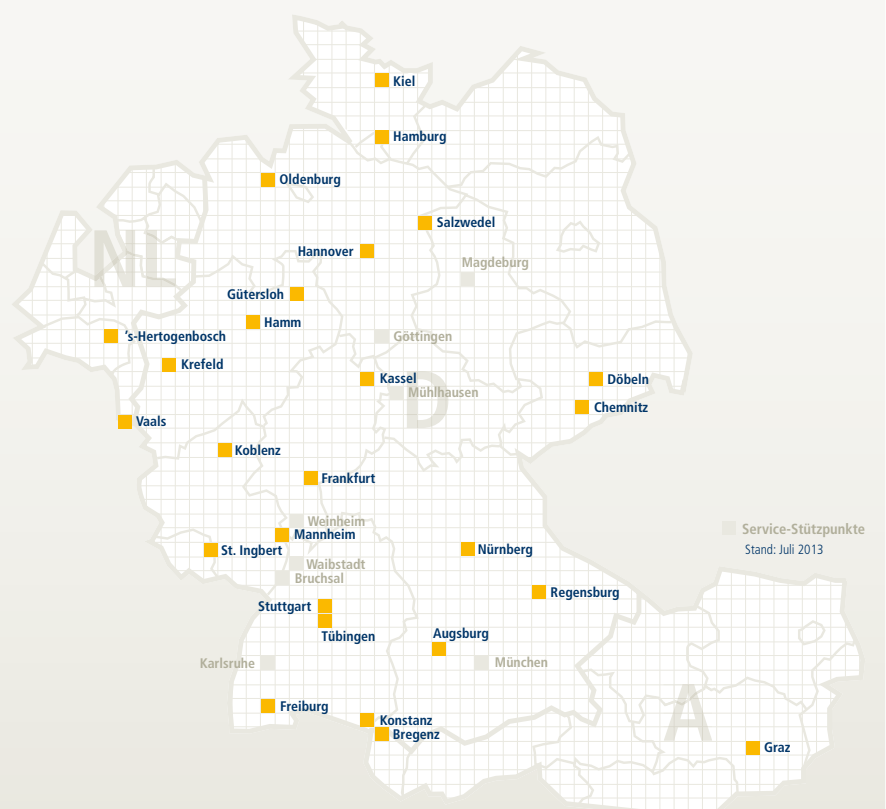 Kiel
Hamburg
Oldenburg
Salzwedel
NL
Hannover
Magdeburg
Gütersloh
Hamm
's-Hertogenbosch
Göttingen
Krefeld
Kassel
Döbeln
D
Mühlhausen
Chemnitz
Vaals
Koblenz
Frankfurt
Weinheim
Service-Stützpunkte
Mannheim
St. Ingbert
Nürnberg
Stand: Juli 2013
Waibstadt
Bruchsal
Regensburg
Stuttgart
Tübingen
Augsburg
Karlsruhe
München
Freiburg
A
Konstanz
Bregenz
Graz